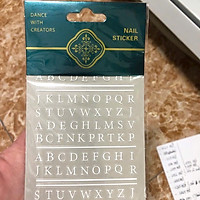 DANCE
WITH
CREATORS
NAIL
STICKER
A B C D E F G H I
J K L M N O P Q R
S T U V W X Y Z J
A D E G H L M S V
B C F N K P R T K P
A B C D E F G H I
J K L M N O P Q R
S T U V W X Y Z J